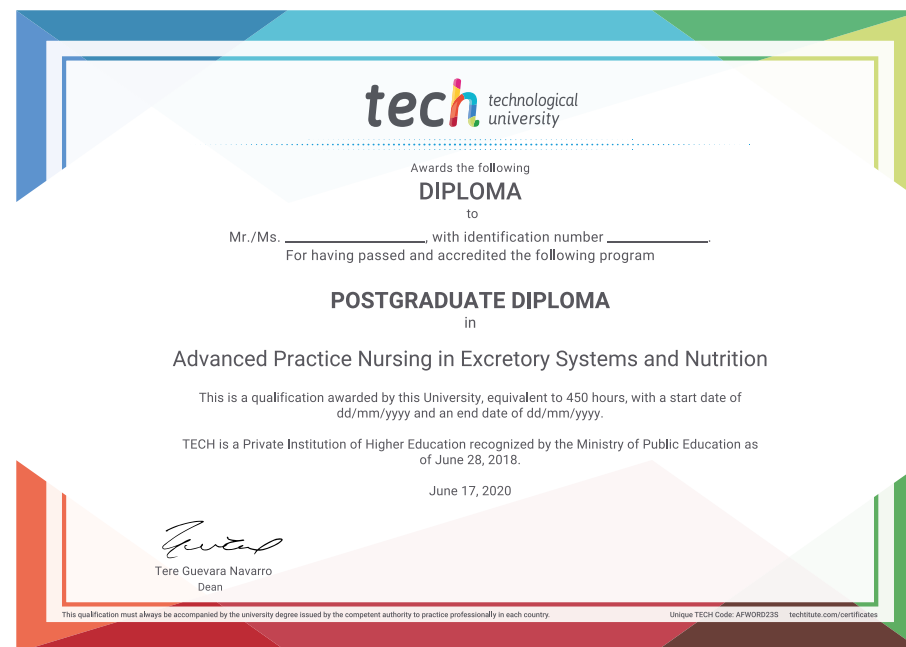 tech technological
university
Awards the following
DIPLOMA
to
Mr./Ms. ____________________, with identification number ______________.
For having passed and accredited the following program
POSTGRADUATE DIPLOMA
in
Advanced Practice Nursing in Excretory Systems and Nutrition
This is a qualification awarded by this University, equivalent to 450 hours, with a start date of
dd/mm/yyyy and an end date of dd/mm/yyyy.
TECH is a Private Institution of Higher Education recognized by the Ministry of Public Education as
of June 28, 2018.
June 17, 2020
Tere Guevara Navarro
Dean
This qualification must always be accompanied by the university degree issued by the competent authority to practice professionally in each country. Unique TECH Code: AFWORD23S techtitute.com/certificates